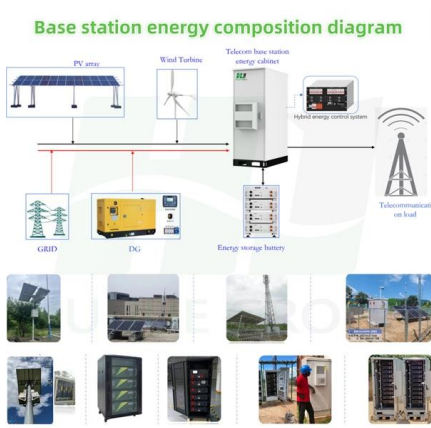 Base station energy composition diagram
PV array
Wind Turbine
Telecom base station
energy cabinet
Hybrid energy control system
Telecommunicati
on load
GRID
DG
Energy storage battery